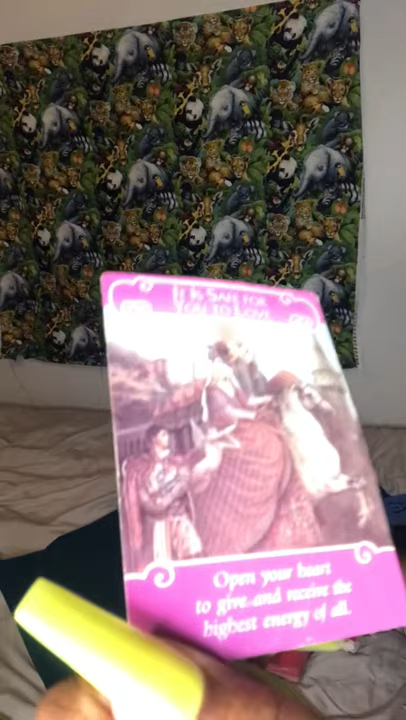 It Is Safe for
You to Love
Open your heart
to give and receive the
highest energy of all.